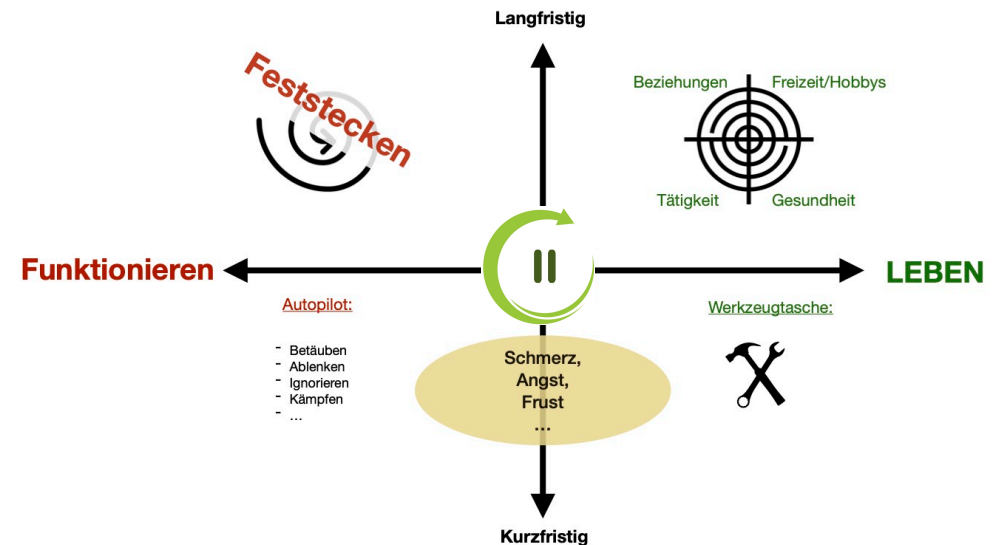 Langfristig
Feststecken
Beziehungen
Freizeit/Hobbys
Tätigkeit
Gesundheit
Funktionieren
LEBEN
Autopilot:
- Betäuben
- Ablenken
- Ignorieren
- Kämpfen
- ...
Schmerz,
Angst,
Frust
...
Werkzeugtasche:
Kurzfristig